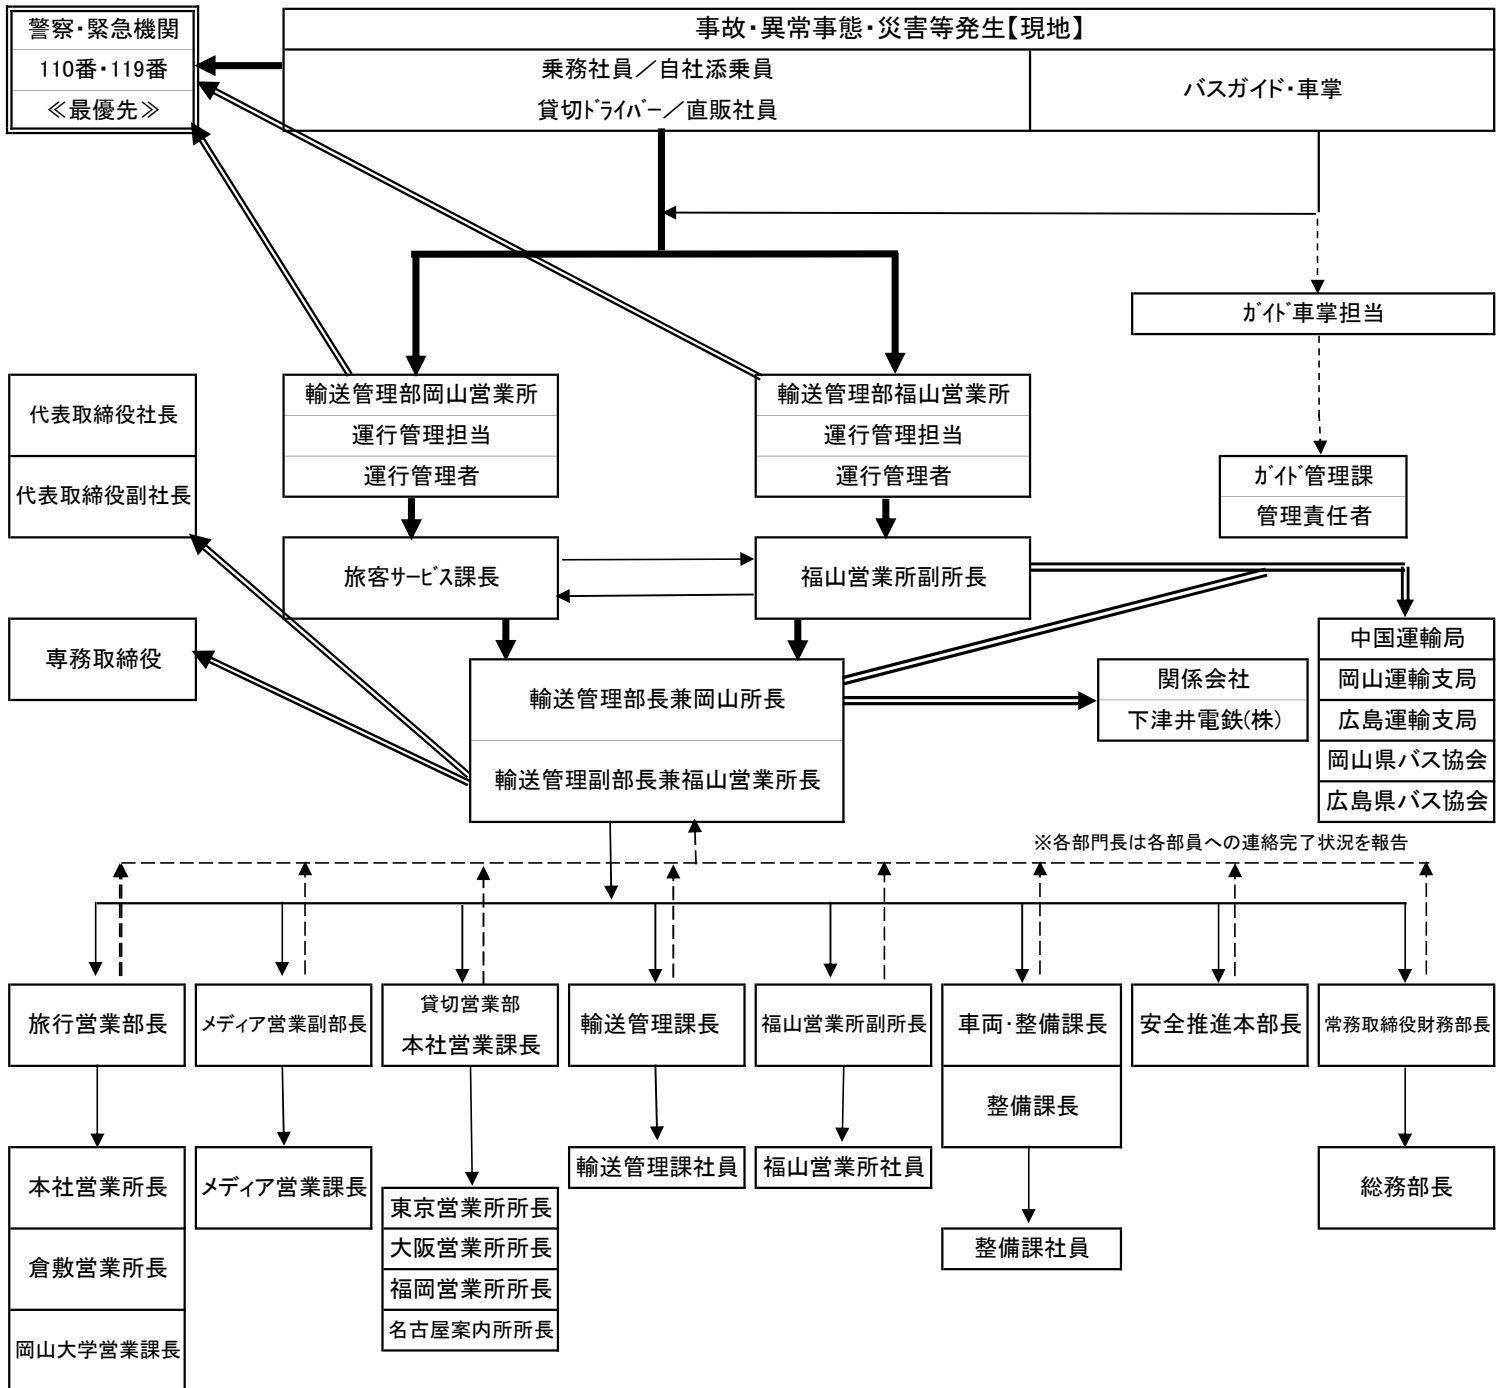 警察・緊急機関
110番・119番
≪最優先≫
事故・異常事態・災害等発生【現地】
乗務社員／自社添乗員
貸切ﾄﾞﾗｲﾊﾞｰ／直販社員
バスガイド・車掌
ｶﾞｲﾄﾞ車掌担当
代表取締役社長
代表取締役副社長
輸送管理部岡山営業所
運行管理担当
運行管理者
輸送管理部福山営業所
運行管理担当
運行管理者
ｶﾞｲﾄﾞ管理課
管理責任者
旅客ｻｰﾋﾞｽ課長
福山営業所副所長
専務取締役
輸送管理部長兼岡山所長
輸送管理副部長兼福山営業所長
関係会社
下津井電鉄(株)
中国運輸局
岡山運輸支局
広島運輸支局
岡山県バス協会
広島県バス協会
※各部門長は各部員への連絡完了状況を報告
旅行営業部長
メディア営業副部長
貸切営業部
本社営業課長
輸送管理課長
福山営業所副所長
車両・整備課長
整備課長
安全推進本部長
常務取締役財務部長
本社営業所長
倉敷営業所長
岡山大学営業課長
メディア営業課長
東京営業所所長
大阪営業所所長
福岡営業所所長
名古屋案内所所長
輸送管理課社員
福山営業所社員
整備課社員
総務部長